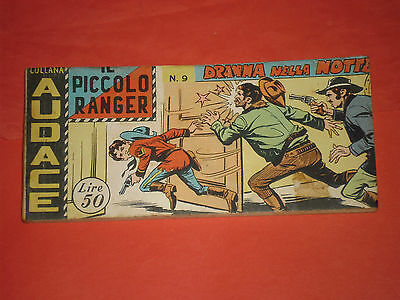 COLLANA
AUDACE
IL
PICCOLO
RANGER
N. 9
DRAMMA NELLA NOTTE
Lire
50